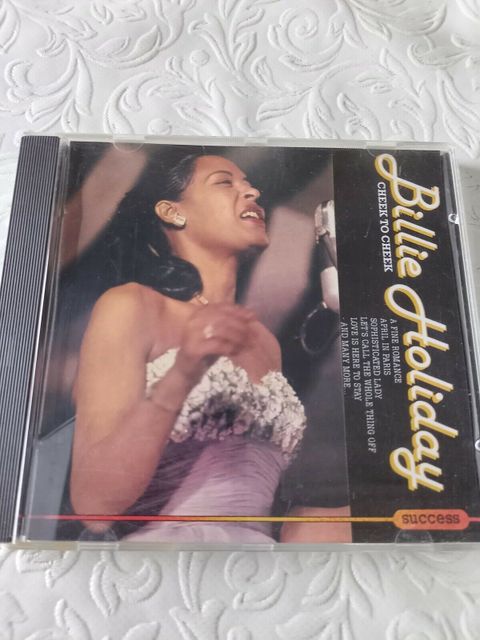 Billie Holiday
CHEEK TO CHEEK
A FINE ROMANCE
APRIL IN PARIS
SOPHISTICATED LADY
LET'S CALL THE WHOLE THING OFF
LOVE IS HERE TO STAY
. AND MANY MORE...
success